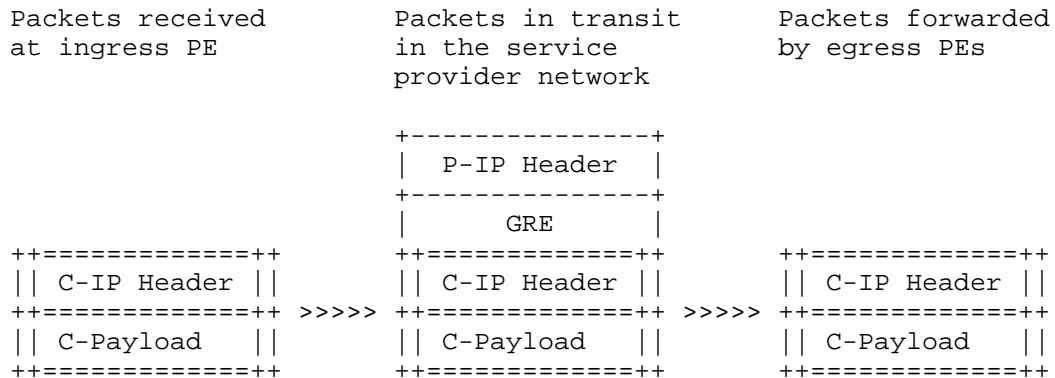 Packets received        Packets in transit      Packets forwarded
at ingress PE           in the service          by egress PEs
                        provider network

                        +---------------+
                        |  P-IP Header  |
                        +---------------+
                        |      GRE      |
++=============++       ++=============++       ++=============++
|| C-IP Header ||       || C-IP Header ||       || C-IP Header ||
++=============++ >>>>> ++=============++ >>>>> ++=============++
|| C-Payload   ||       || C-Payload   ||       || C-Payload   ||
++=============++       ++=============++       ++=============++